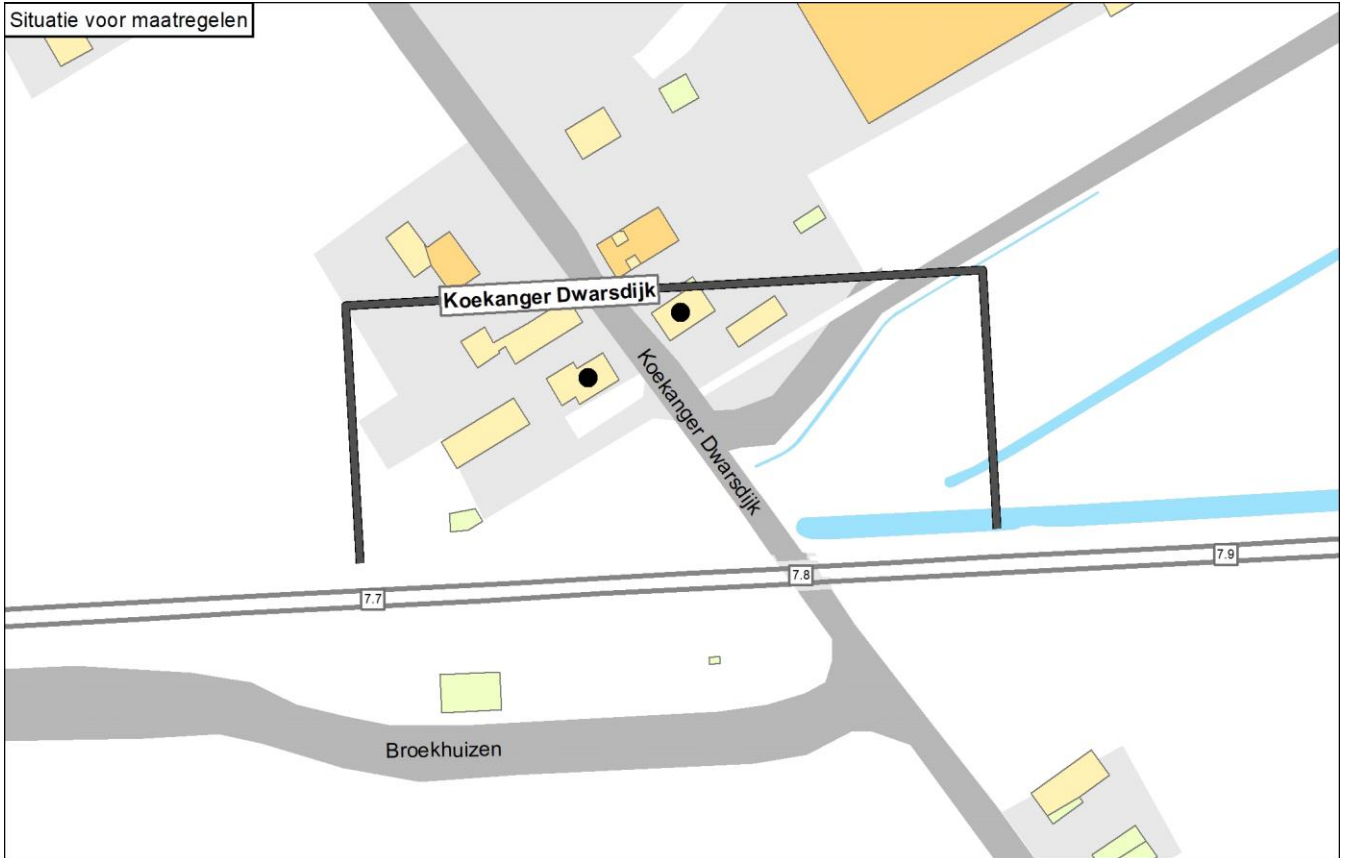 Situatie voor maatregelen
Koekanger Dwarsdijk
Koekanger Dwarsdijk
7.9
7.8
7.7
Broekhuizen